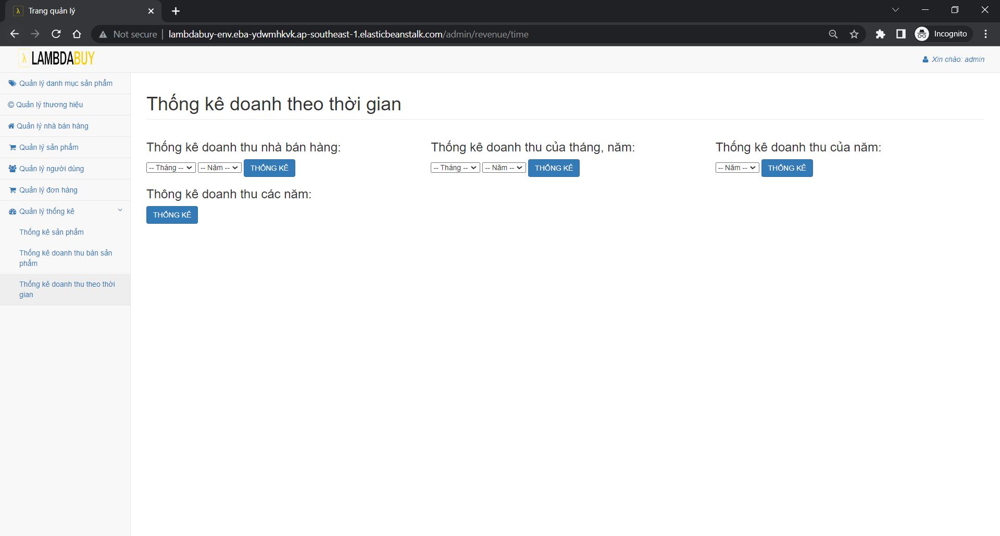 λ Trang quản lý
Not secure | lambdabuy-env.eba-ydwmhkvk.ap-southeast-1.elasticbeanstalk.com/admin/revenue/time
Incognito
λ LAMBDABUY
Xin chào: admin
Quản lý danh mục sản phẩm
Quản lý thương hiệu
Quản lý nhà bán hàng
Quản lý sản phẩm
Quản lý người dùng
Quản lý đơn hàng
Quản lý thống kê
Thống kê sản phẩm
Thống kê doanh thu bán sản
phẩm
Thống kê doanh thu theo thời
gian
Thống kê doanh theo thời gian
Thống kê doanh thu nhà bán hàng:
-- Tháng -- -- Năm -- THỐNG KÊ
Thống kê doanh thu của tháng, năm:
-- Tháng -- -- Năm -- THỐNG KÊ
Thống kê doanh thu của năm:
-- Năm -- THỐNG KÊ
Thông kê doanh thu các năm:
THỐNG KÊ